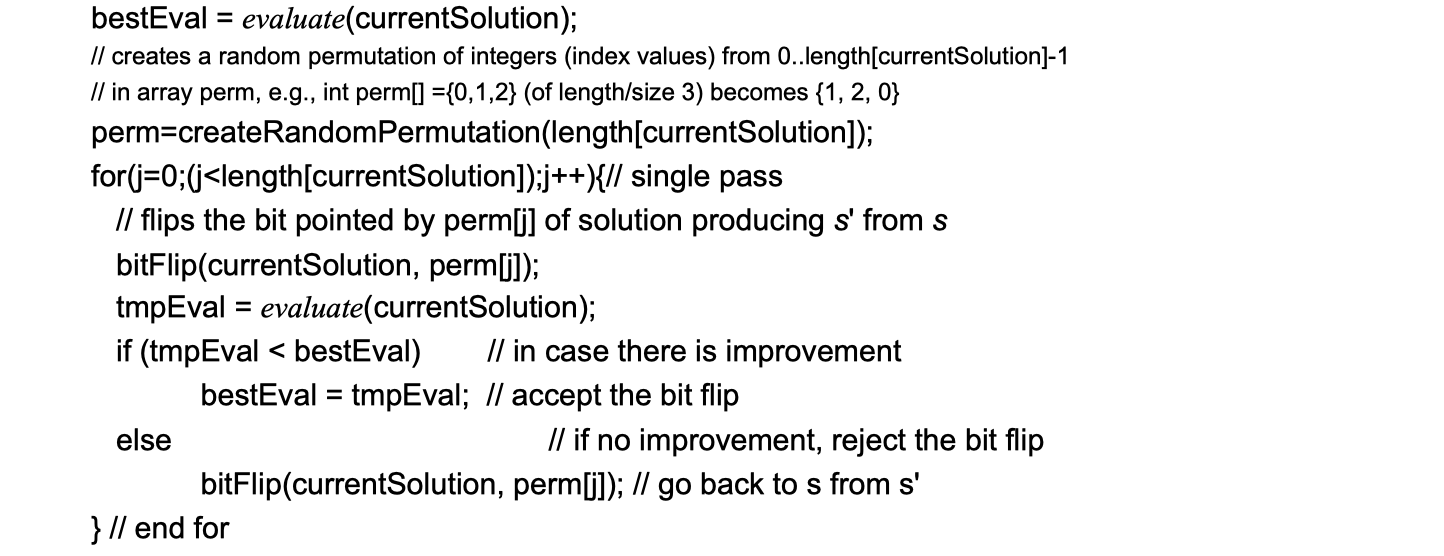 bestEval = evaluate(currentSolution);
// creates a random permutation of integers (index values) from 0..length[currentSolution]-1
// in array perm, e.g., int perm[] ={0,1,2} (of length/size 3) becomes {1, 2, 0}
perm=createRandomPermutation(length[currentSolution]);
for(j=0;(j<length[currentSolution]);j++){// single pass
// flips the bit pointed by perm[j] of solution producing s' from s
bitFlip(currentSolution, perm[j]);
tmpEval = evaluate(currentSolution);
if (tmpEval < bestEval) // in case there is improvement
bestEval = tmpEval; // accept the bit flip
else // if no improvement, reject the bit flip
bitFlip(currentSolution, perm[j]); // go back to s from s'
} // end for